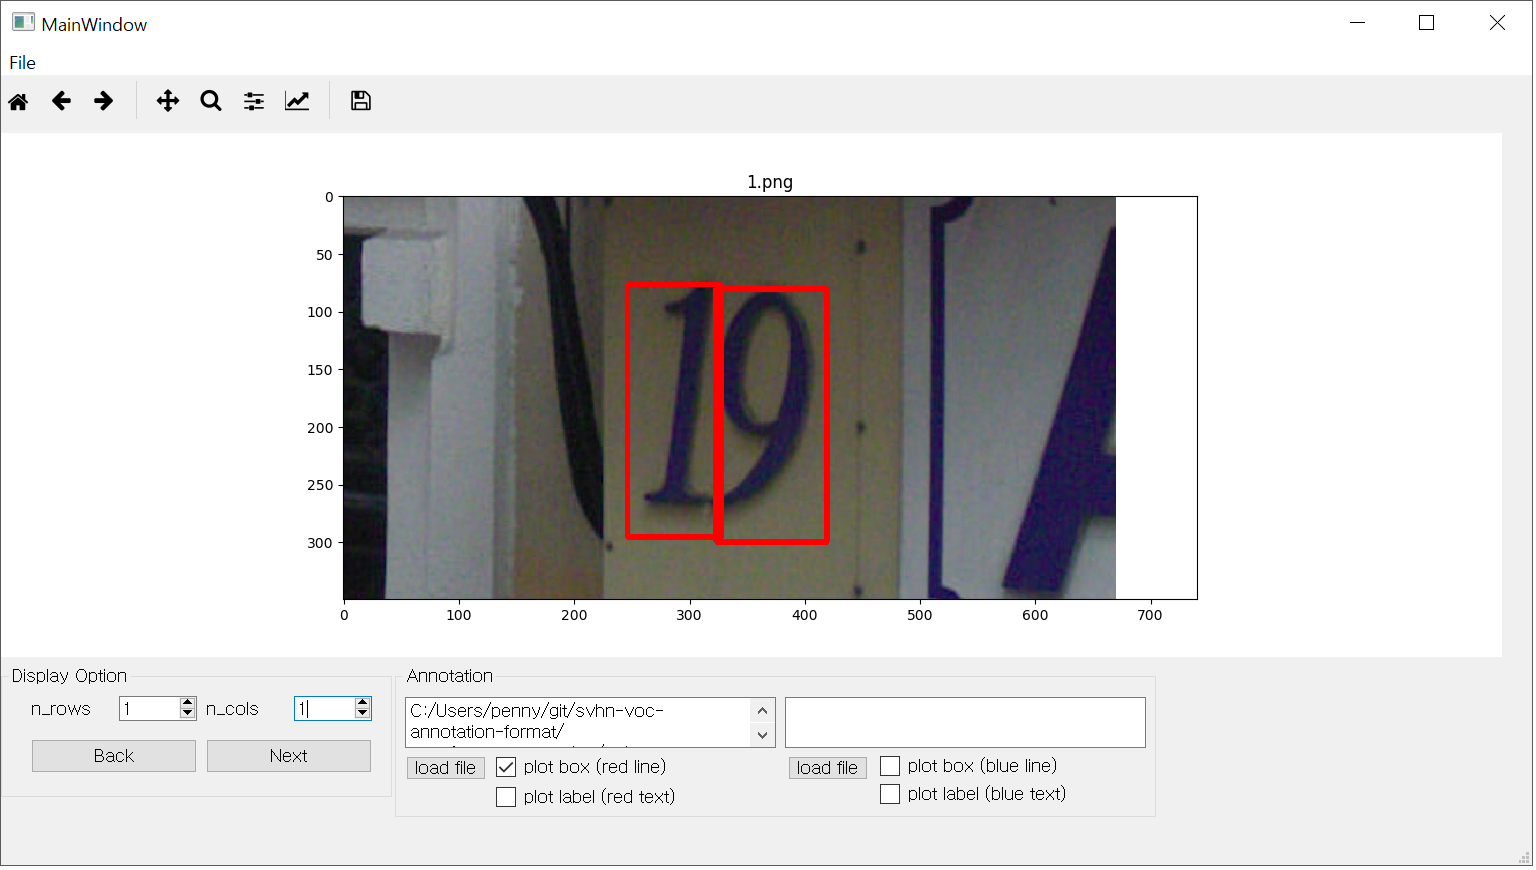 MainWindow
File
1.png
0
50
100
150
200
250
300
19
A
0 100 200 300 400 500 600 700
Display Option
n_rows 1 n_cols 1
Back Next
Annotation
C:/Users/penny/git/svhn-voc-
annotation-format/
load file plot box (red line)
plot label (red text)
load file plot box (blue line)
plot label (blue text)